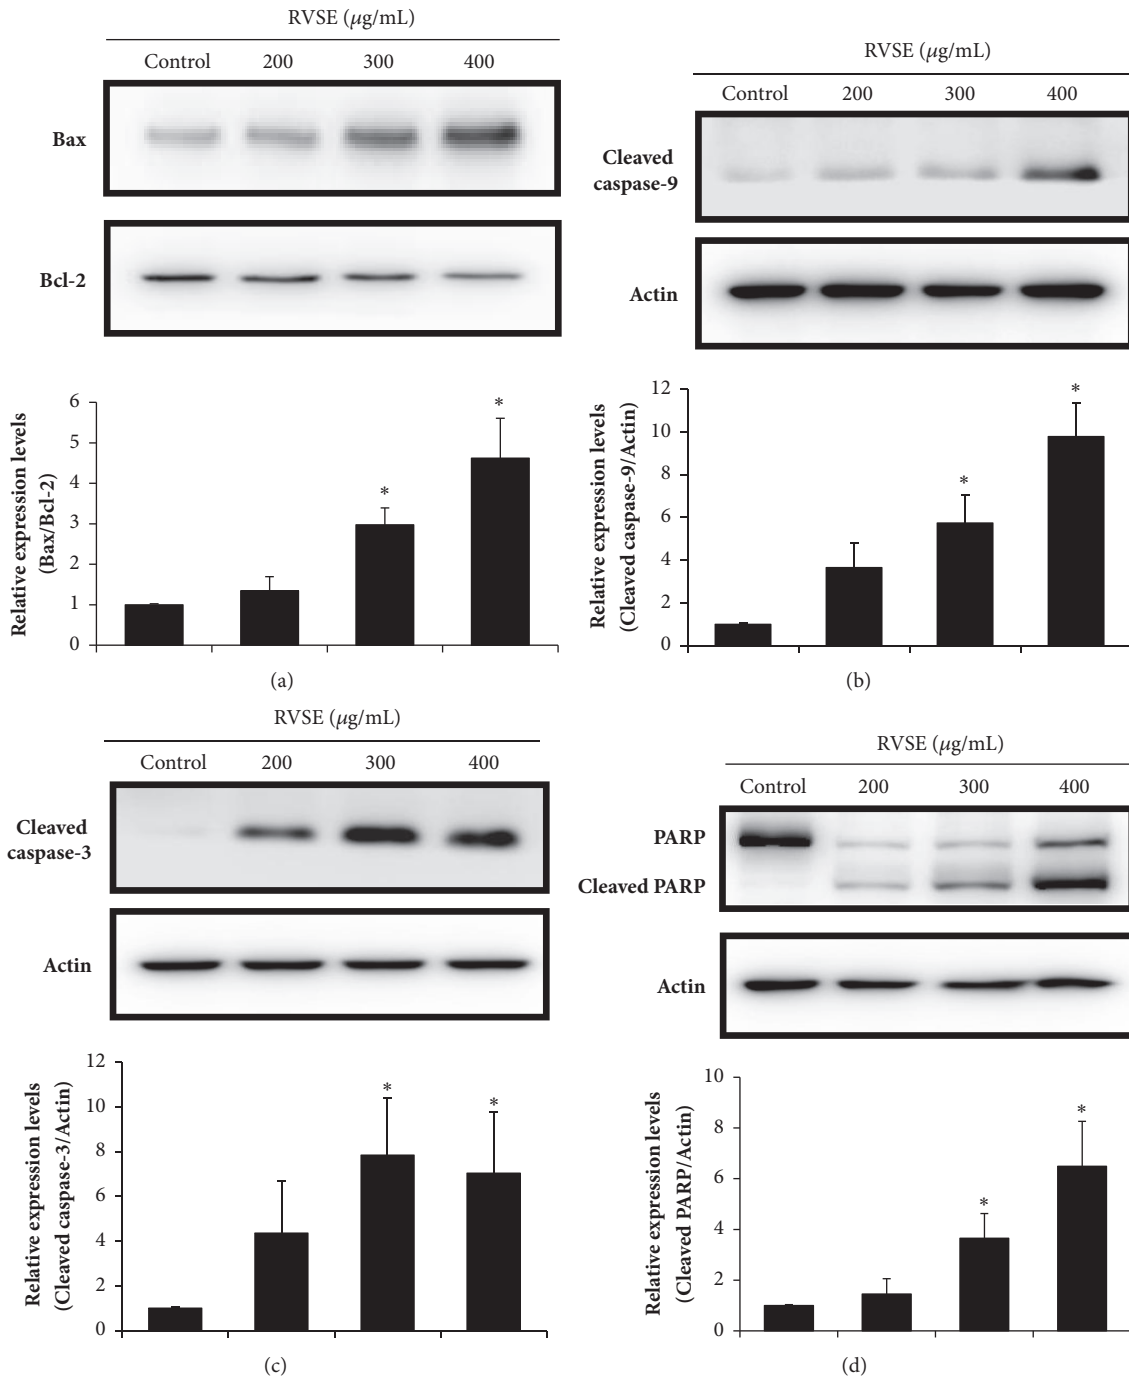 RVSE (μg/mL)
Control 200 300 400
Bax
Bcl-2
Relative expression levels
(Bax/Bcl-2)
6
5
4
3
2
1
0
*
*
(a)
RVSE (μg/mL)
Control 200 300 400
Cleaved
caspase-9
Actin
Relative expression levels
(Cleaved caspase-9/Actin)
12
10
8
6
4
2
0
*
*
(b)
RVSE (μg/mL)
Control 200 300 400
Cleaved
caspase-3
Actin
Relative expression levels
(Cleaved caspase-3/Actin)
12
10
8
6
4
2
0
*
*
(c)
RVSE (μg/mL)
Control 200 300 400
PARP
Cleaved PARP
Actin
Relative expression levels
(Cleaved PARP/Actin)
10
8
6
4
2
0
*
*
(d)